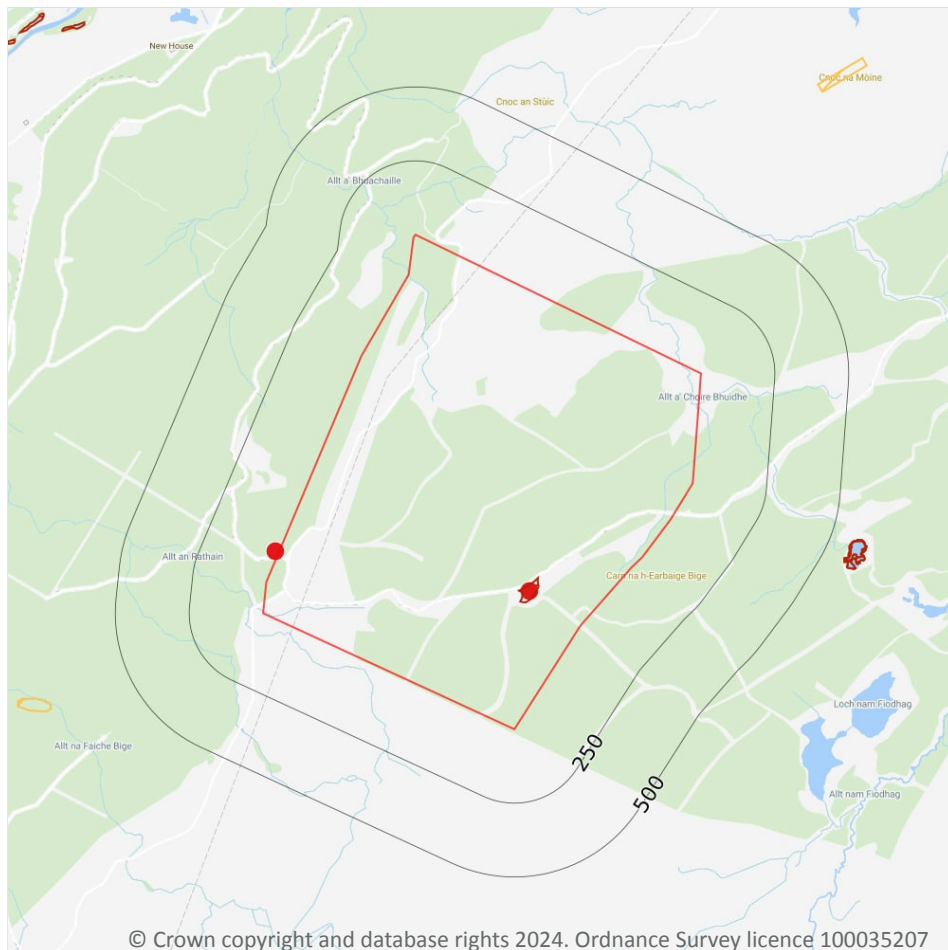 New House
Cnoc na Mòine
Cnoc an Stùic
Allt a' Bhuachaille
Allt a' Choire Bhuidhe
Allt an Rathain
Carn na h-Earbaige Bige
Loch nam Fiodhag
Allt na Faiche Bige
250
500
Allt nam Fiodhag
© Crown copyright and database rights 2024. Ordnance Survey licence 100035207